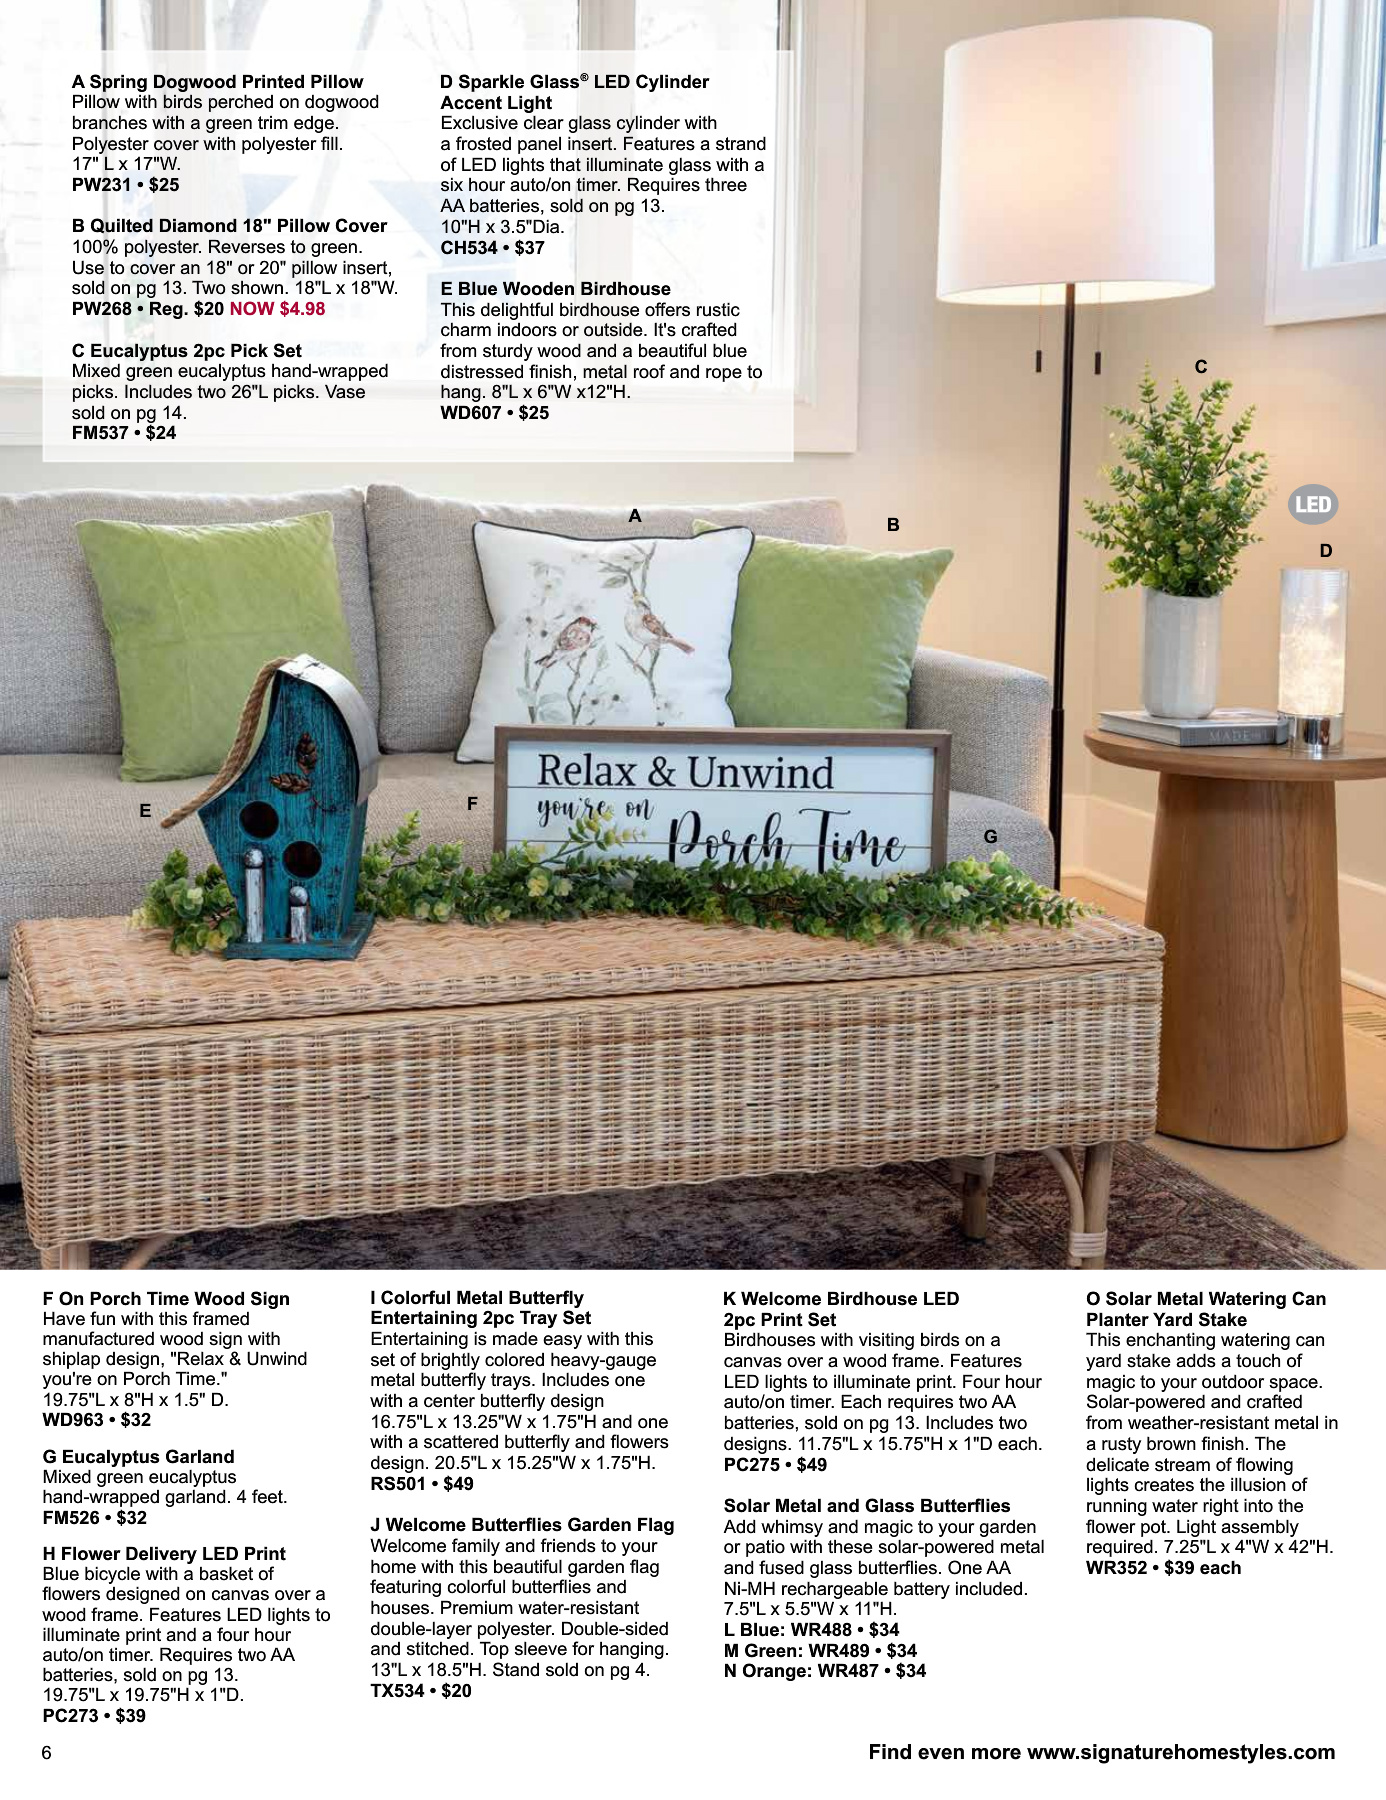 A Spring Dogwood Printed Pillow
Pillow with birds perched on dogwood
branches with a green trim edge.
Polyester cover with polyester fill.
17" L x 17"W.
PW231 • $25
B Quilted Diamond 18" Pillow Cover
100% polyester. Reverses to green.
Use to cover an 18" or 20" pillow insert,
sold on pg 13. Two shown. 18"L x 18"W.
PW268 • Reg. $20 NOW $4.98
C Eucalyptus 2pc Pick Set
Mixed green eucalyptus hand-wrapped
picks. Includes two 26"L picks. Vase
sold on pg 14.
FM537 • $24
D Sparkle Glass® LED Cylinder
Accent Light
Exclusive clear glass cylinder with
a frosted panel insert. Features a strand
of LED lights that illuminate glass with a
six hour auto/on timer. Requires three
AA batteries, sold on pg 13.
10"H x 3.5"Dia.
CH534 • $37
E Blue Wooden Birdhouse
This delightful birdhouse offers rustic
charm indoors or outside. It's crafted
from sturdy wood and a beautiful blue
distressed finish, metal roof and rope to
hang. 8"L x 6"W x12"H.
WD607 • $25
C
LED
A
B
D
MADE
Relax & Unwind
you're on
Porch Time
E
F
G
F On Porch Time Wood Sign
Have fun with this framed
manufactured wood sign with
shiplap design, "Relax & Unwind
you're on Porch Time."
19.75"L x 8"H x 1.5" D.
WD963 • $32
G Eucalyptus Garland
Mixed green eucalyptus
hand-wrapped garland. 4 feet.
FM526 • $32
H Flower Delivery LED Print
Blue bicycle with a basket of
flowers designed on canvas over a
wood frame. Features LED lights to
illuminate print and a four hour
auto/on timer. Requires two AA
batteries, sold on pg 13.
19.75"L x 19.75"H x 1"D.
PC273 • $39
I Colorful Metal Butterfly
Entertaining 2pc Tray Set
Entertaining is made easy with this
set of brightly colored heavy-gauge
metal butterfly trays. Includes one
with a center butterfly design
16.75"L x 13.25"W x 1.75"H and one
with a scattered butterfly and flowers
design. 20.5"L x 15.25"W x 1.75"H.
RS501 • $49
J Welcome Butterflies Garden Flag
Welcome family and friends to your
home with this beautiful garden flag
featuring colorful butterflies and
houses. Premium water-resistant
double-layer polyester. Double-sided
and stitched. Top sleeve for hanging.
13"L x 18.5"H. Stand sold on pg 4.
TX534 • $20
K Welcome Birdhouse LED
2pc Print Set
Birdhouses with visiting birds on a
canvas over a wood frame. Features
LED lights to illuminate print. Four hour
auto/on timer. Each requires two AA
batteries, sold on pg 13. Includes two
designs. 11.75"L x 15.75"H x 1"D each.
PC275 • $49
Solar Metal and Glass Butterflies
Add whimsy and magic to your garden
or patio with these solar-powered metal
and fused glass butterflies. One AA
Ni-MH rechargeable battery included.
7.5"L x 5.5"W x 11"H.
L Blue: WR488 • $34
M Green: WR489 • $34
N Orange: WR487 • $34
O Solar Metal Watering Can
Planter Yard Stake
This enchanting watering can
yard stake adds a touch of
magic to your outdoor space.
Solar-powered and crafted
from weather-resistant metal in
a rusty brown finish. The
delicate stream of flowing
lights creates the illusion of
running water right into the
flower pot. Light assembly
required. 7.25"L x 4"W x 42"H.
WR352 • $39 each
6
Find even more www.signaturehomestyles.com